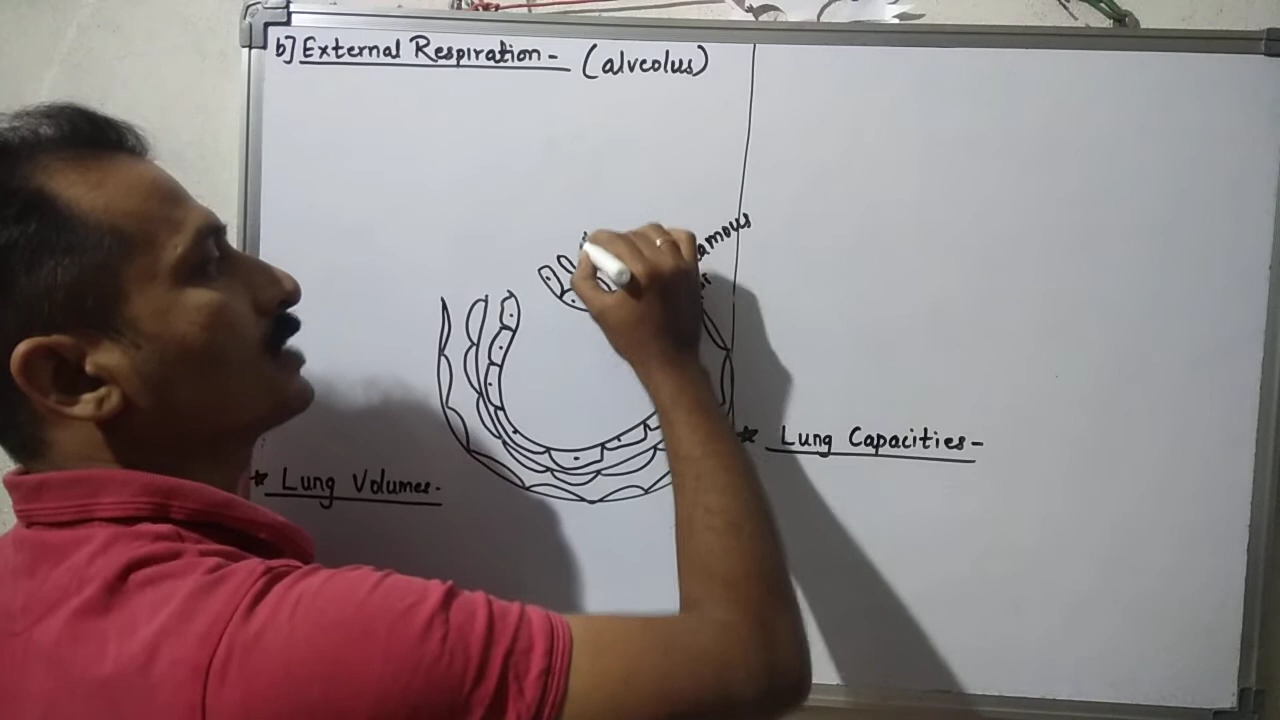 b] External Respiration - (alveolus)
★ Lung Volumes -
★ Lung Capacities -